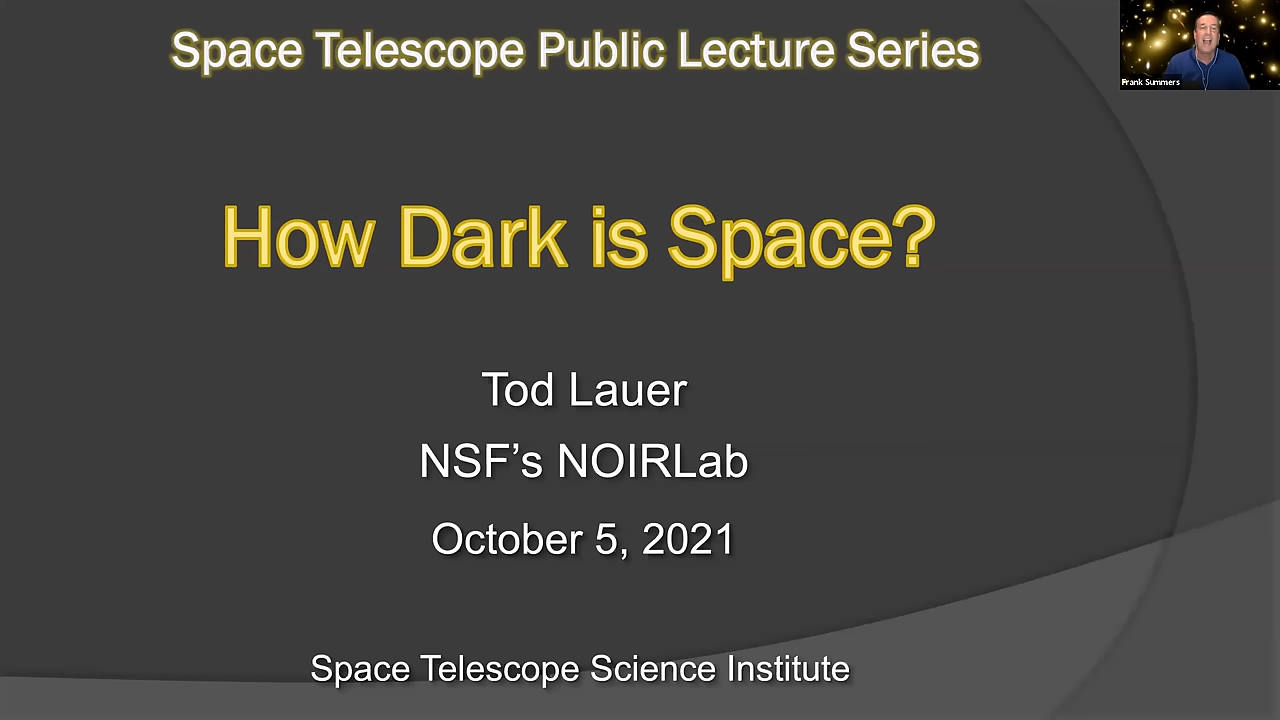 Space Telescope Public Lecture Series
Frank Summers
How Dark is Space?
Tod Lauer
NSF’s NOIRLab
October 5, 2021
Space Telescope Science Institute